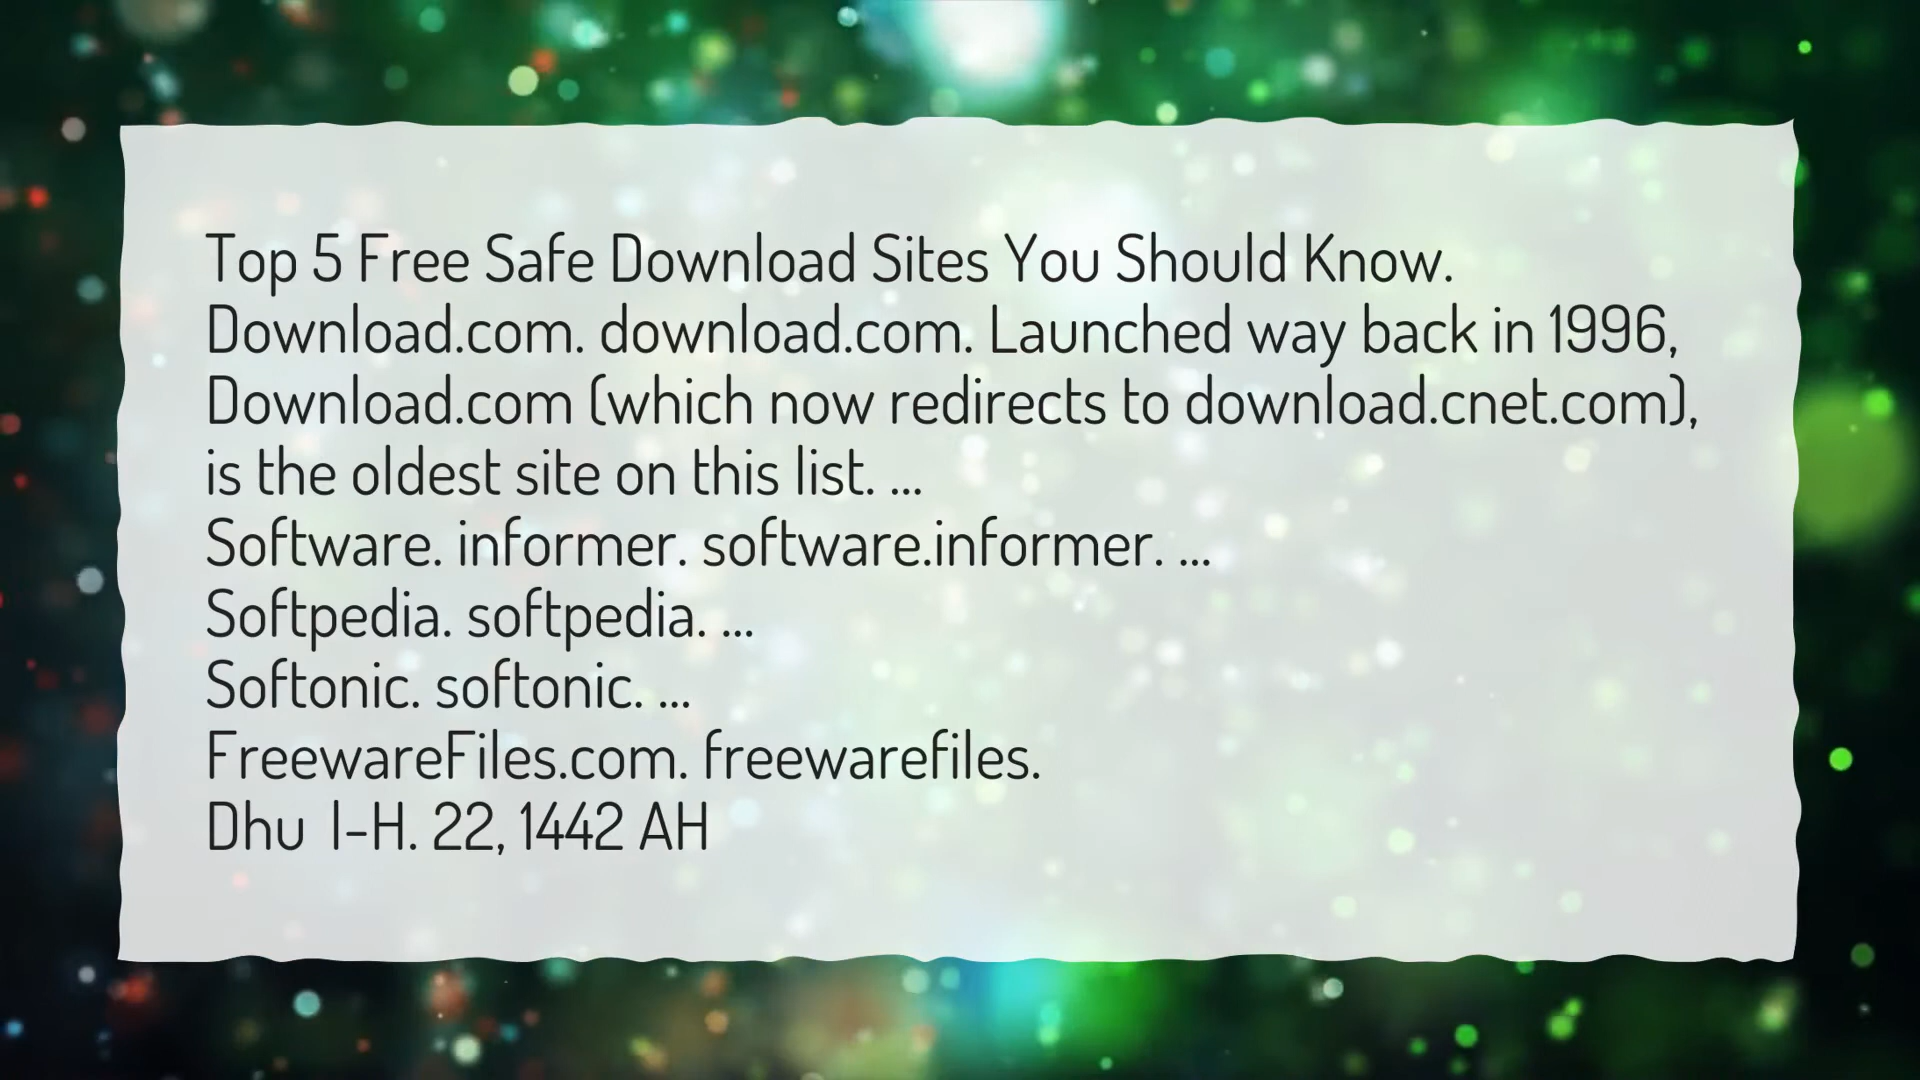 Top 5 Free Safe Download Sites You Should Know.
Download.com. download.com. Launched way back in 1996,
Download.com (which now redirects to download.cnet.com),
is the oldest site on this list. ...
Software. informer. software.informer. ...
Softpedia. softpedia. ...
Softonic. softonic. ...
FreewareFiles.com. freewarefiles.
Dhu l-H. 22, 1442 AH